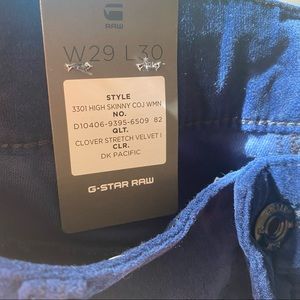 RAW
W29 L30
STYLE
3301 HIGH SKINNY COJ WMN
NO.
D10406-9395-6509 82
QLT.
CLOVER STRETCH VELVET I
CLR.
DK PACIFIC
G-STAR RAW